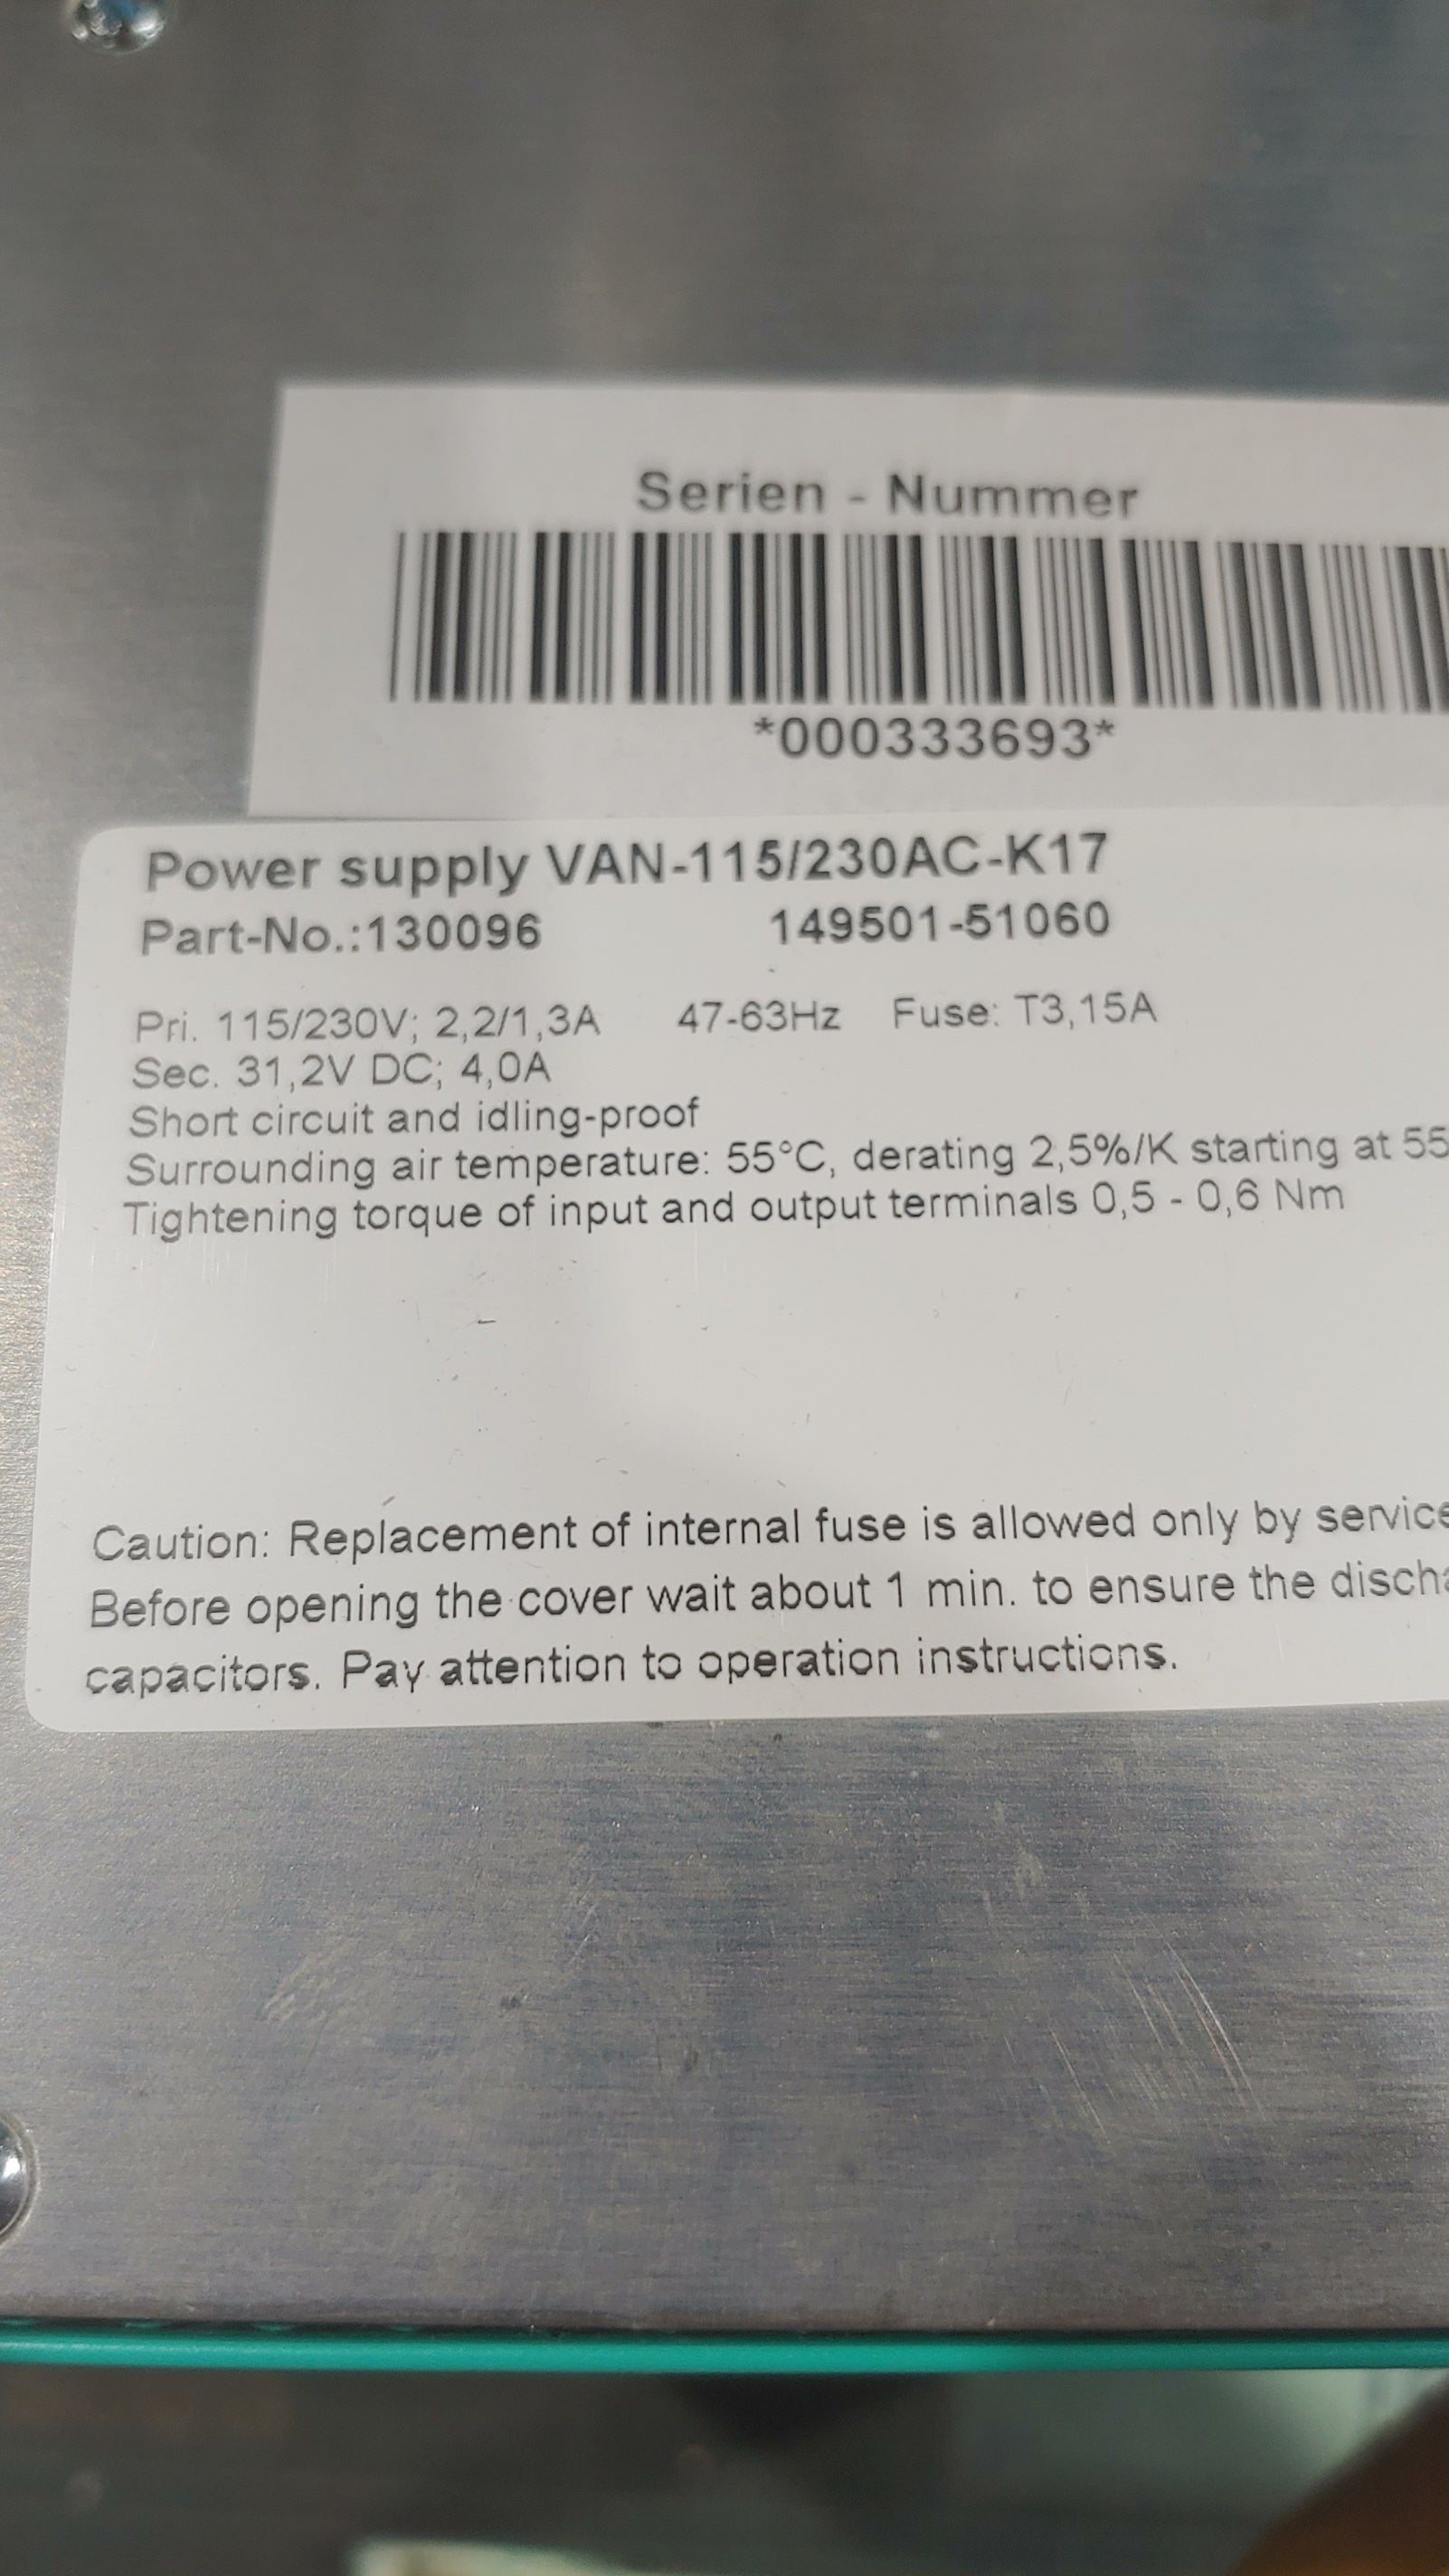 Serien - Nummer
*000333693*
Power supply VAN-115/230AC-K17
Part-No.:130096 149501-51060
Pri. 115/230V; 2,2/1,3A 47-63Hz Fuse: T3,15A
Sec. 31,2V DC; 4,0A
Short circuit and idling-proof
Surrounding air temperature: 55°C, derating 2,5%/K starting at 55
Tightening torque of input and output terminals 0,5 - 0,6 Nm
Caution: Replacement of internal fuse is allowed only by service
Before opening the cover wait about 1 min. to ensure the
capacitors. Pay attention to operation instructions.